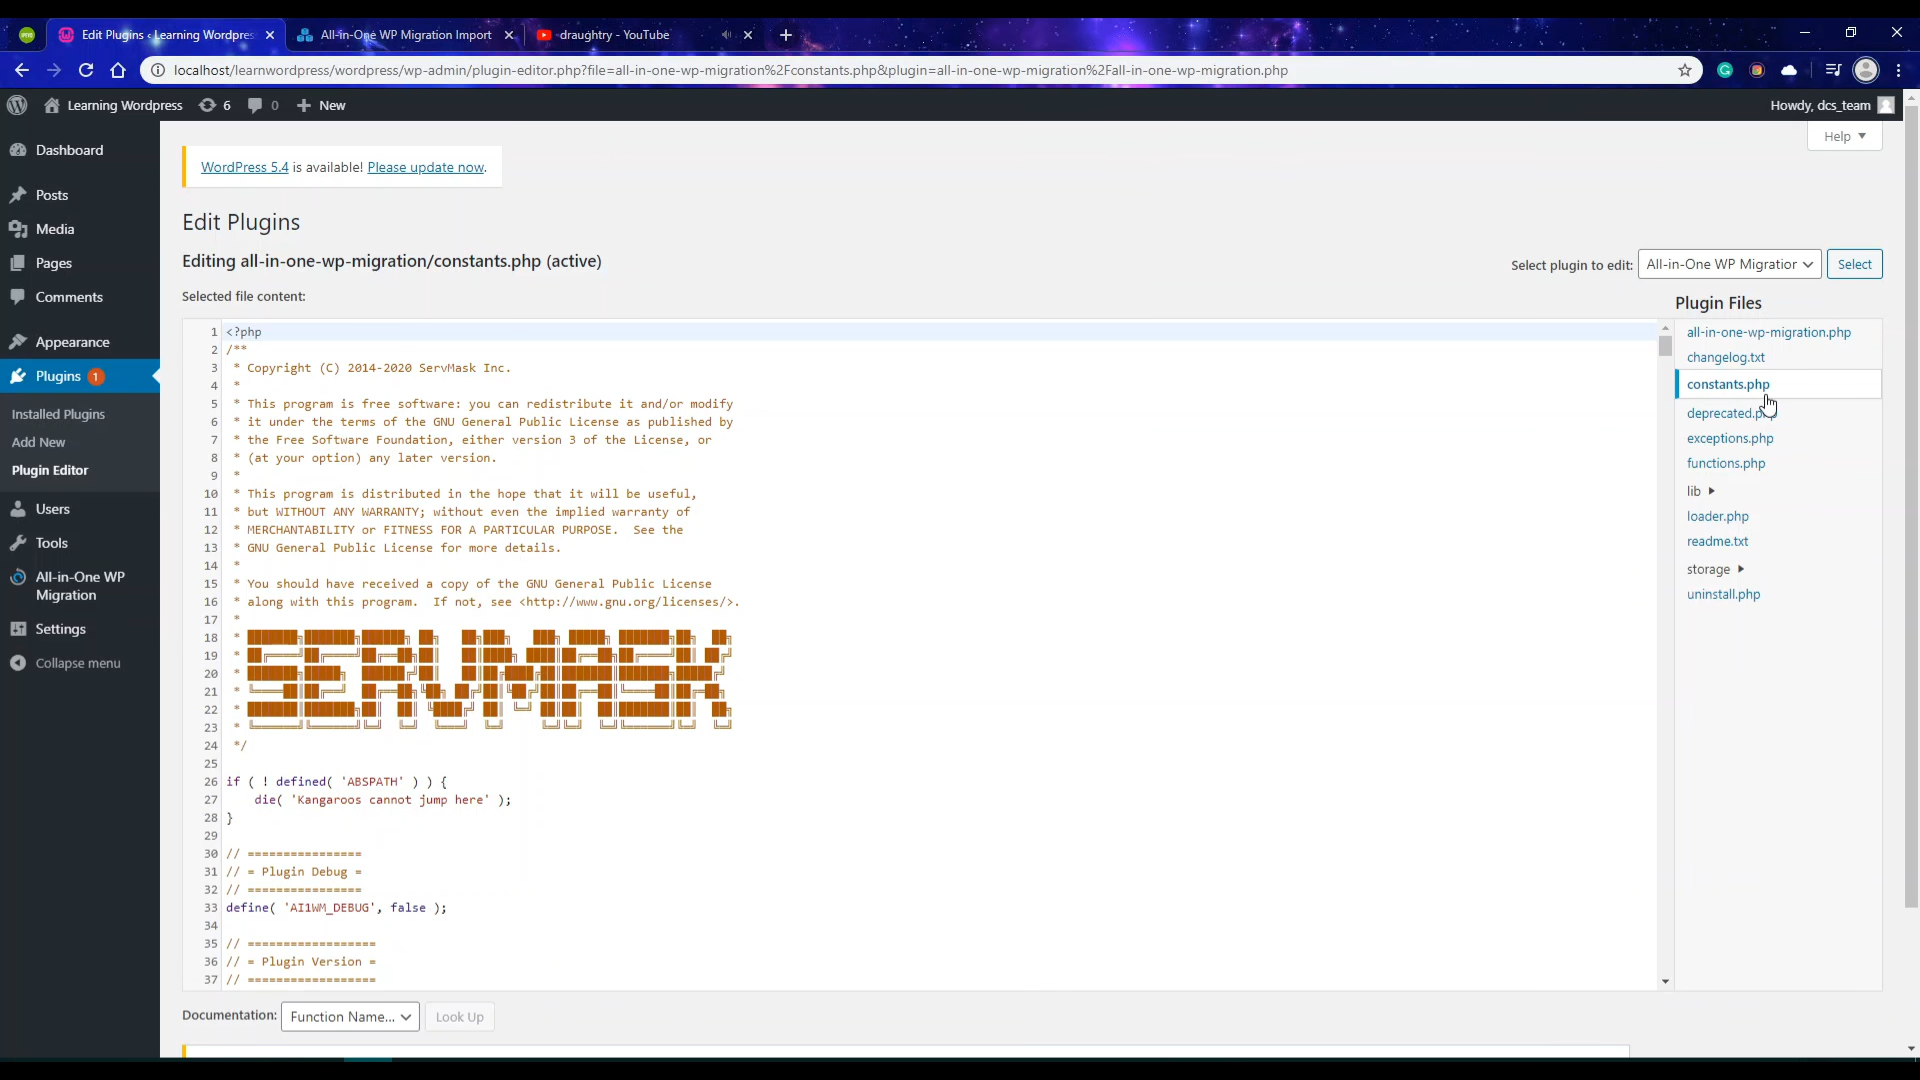 Edit Plugins ‹ Learning Wordpres
All-in-One WP Migration Import
draughtry - YouTube
localhost/learnwordpress/wordpress/wp-admin/plugin-editor.php?file=all-in-one-wp-migration%2Fconstants.php&plugin=all-in-one-wp-migration%2Fall-in-one-wp-migration.php
Learning Wordpress
6
0
New
Howdy, dcs_team
Help
Dashboard
Posts
Media
Pages
Comments
Appearance
Plugins 1
Installed Plugins
Add New
Plugin Editor
Users
Tools
All-in-One WP
Migration
Settings
Collapse menu
WordPress 5.4 is available! Please update now.
Edit Plugins
Editing all-in-one-wp-migration/constants.php (active)
Select plugin to edit: All-in-One WP Migration Select
Selected file content:
Plugin Files
1 <?php
2 /**
3 * Copyright (C) 2014-2020 ServMask Inc.
4 *
5 * This program is free software: you can redistribute it and/or modify
6 * it under the terms of the GNU General Public License as published by
7 * the Free Software Foundation, either version 3 of the License, or
8 * (at your option) any later version.
9 *
10 * This program is distributed in the hope that it will be useful,
11 * but WITHOUT ANY WARRANTY; without even the implied warranty of
12 * MERCHANTABILITY or FITNESS FOR A PARTICULAR PURPOSE. See the
13 * GNU General Public License for more details.
14 *
15 * You should have received a copy of the GNU General Public License
16 * along with this program. If not, see <http://www.gnu.org/licenses/>.
17 *
18 *
19 *
20 * SERVMASK
21 *
22 *
23 *
24 */
25
26 if ( ! defined( 'ABSPATH' ) ) {
27 die( 'Kangaroos cannot jump here' );
28 }
29
30 // ================
31 // = Plugin Debug =
32 // ================
33 define( 'AI1WM_DEBUG', false );
34
35 // ==================
36 // = Plugin Version =
37 // ==================
all-in-one-wp-migration.php
changelog.txt
constants.php
deprecated.php
exceptions.php
functions.php
lib
loader.php
readme.txt
storage
uninstall.php
Documentation: Function Name... Look Up